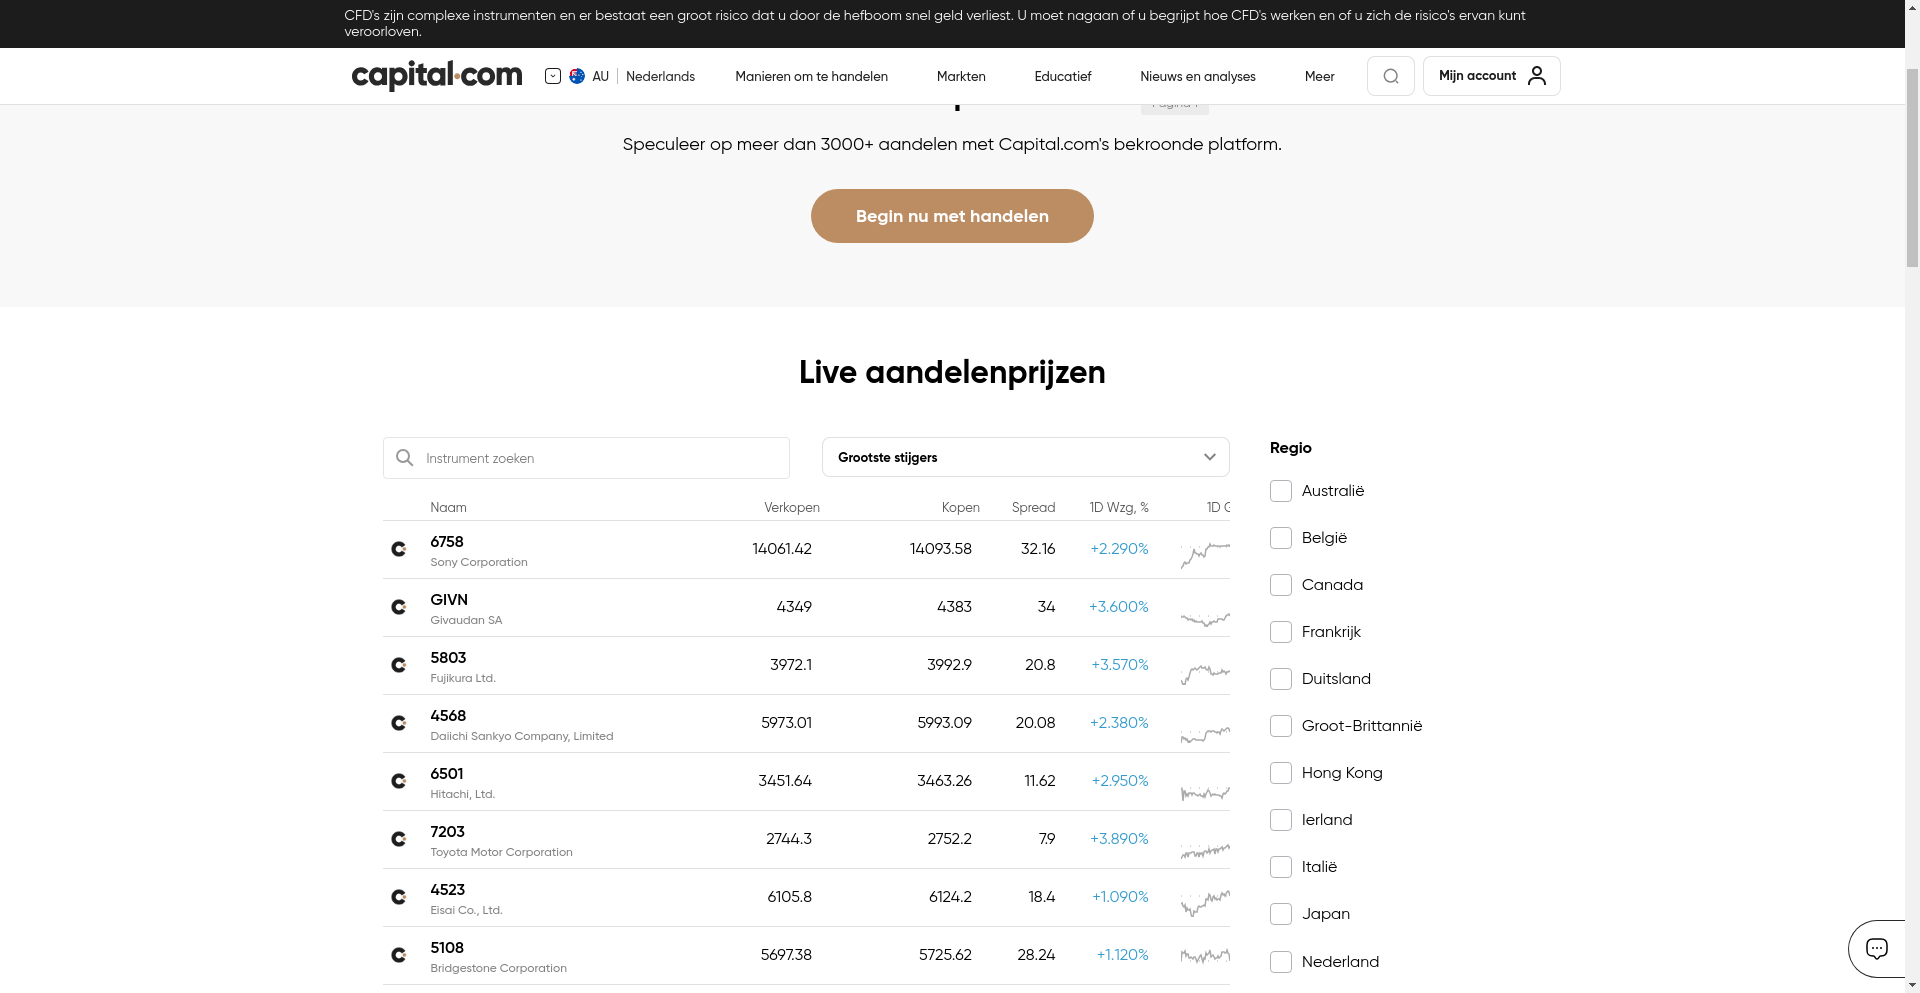 CFD's zijn complexe instrumenten en er bestaat een groot risico dat u door de hefboom snel geld verliest. U moet nagaan of u begrijpt hoe CFD's werken en of u zich de risico's ervan kunt
veroorloven.
capital.com
AU | Nederlands
Manieren om te handelen
Markten
Educatief
Nieuws en analyses
Meer
Mijn account
Speculeer op meer dan 3000+ aandelen met Capital.com's bekroonde platform.
Begin nu met handelen
Live aandelenprijzen
Instrument zoeken
Grootste stijgers
Naam Verkopen Kopen Spread 1D Wzg, % 1D
6758 14061.42 14093.58 32.16 +2.290%
Sony Corporation
GIVN 4349 4383 34 +3.600%
Givaudan SA
5803 3972.1 3992.9 20.8 +3.570%
Fujikura Ltd.
4568 5973.01 5993.09 20.08 +2.380%
Daiichi Sankyo Company, Limited
6501 3451.64 3463.26 11.62 +2.950%
Hitachi, Ltd.
7203 2744.3 2752.2 7.9 +3.890%
Toyota Motor Corporation
4523 6105.8 6124.2 18.4 +1.090%
Eisai Co., Ltd.
5108 5697.38 5725.62 28.24 +1.120%
Bridgestone Corporation
Regio
Australië
België
Canada
Frankrijk
Duitsland
Groot-Brittannië
Hong Kong
Ierland
Italië
Japan
Nederland